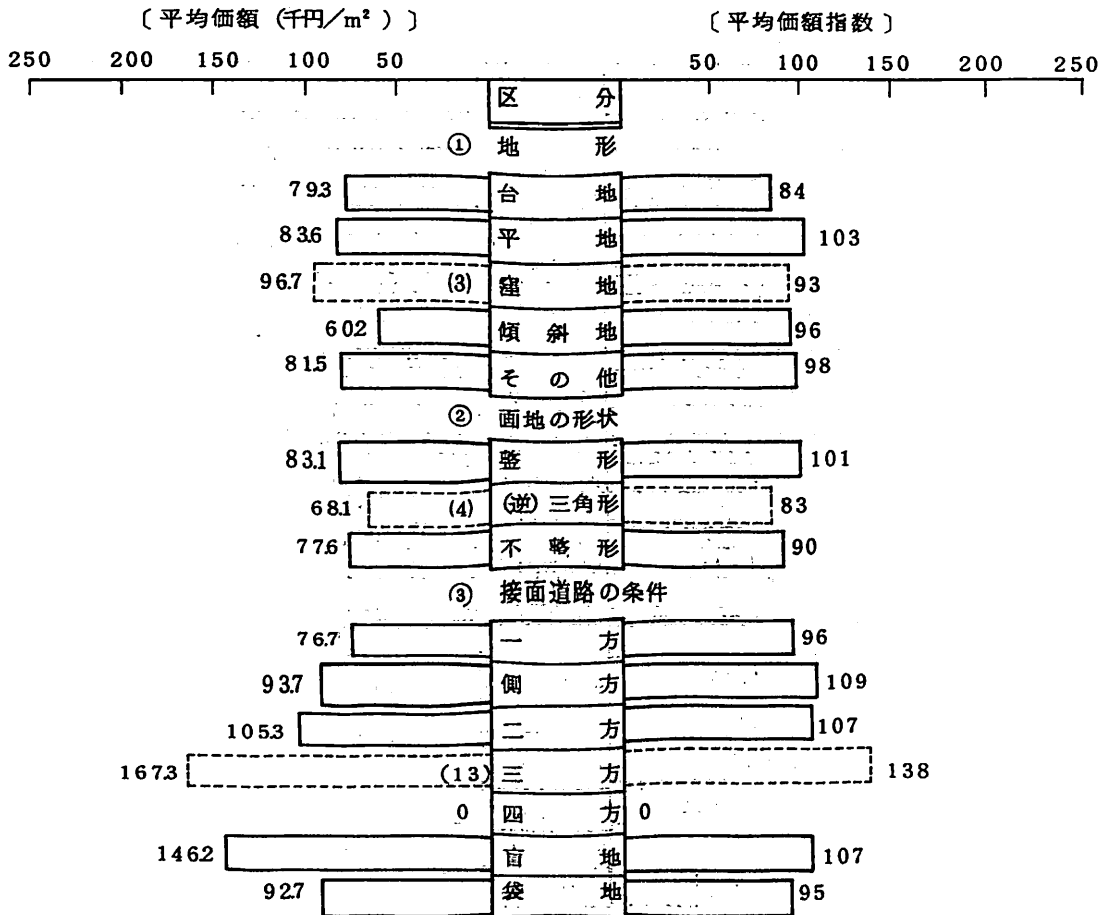 〔平均価額(千円/m²)〕 〔平均価額指数〕
250 200 150 100 50 50 100 150 200 250
区分
① 地形
79.3 台地 84
83.6 平地 103
96.7 (3) 窪地 93
60.2 傾斜地 96
81.5 その他 98
② 画地の形状
83.1 整形 101
68.1 (4) (逆)三角形 83
77.6 不整形 90
③ 接面道路の条件
76.7 一方 96
93.7 側方 109
105.3 二方 107
167.3 (13) 三方 138
0 四方 0
146.2 盲地 107
92.7 袋地 95